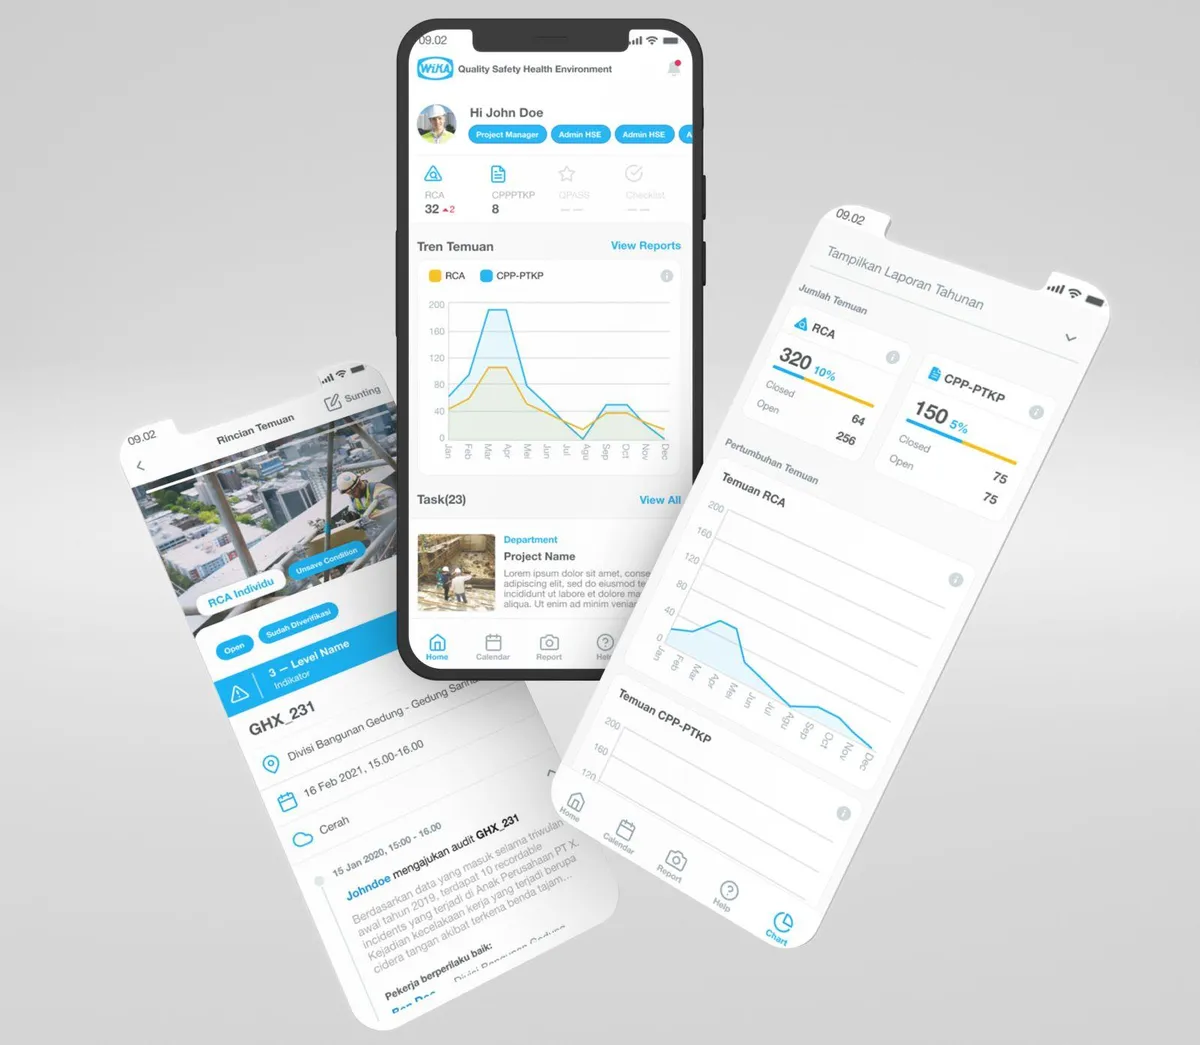 09.02
WiKA
Quality Safety Health Environment
Hi John Doe
Project Manager
Admin HSE
Admin HSE
A
RCA
32
2
CPPPTKP
8
QPASS
— —
Checklist
— —
Tren Temuan
View Reports
RCA
CPP-PTKP
200
160
120
80
40
0
Jan
Feb
Mar
Apr
Mei
Jun
Jul
Agu
Sep
Oct
Nov
Dec
Task(23)
View All
Department
Project Name
Lorem ipsum dolor sit amet, conse
adipiscing elit, sed do eiusmod te
incididunt ut labore et dolore ma
aliqua. Ut enim ad minim venia
Home
Calendar
Report
Hel
09.02
Rincian Temuan
Sunting
RCA Individu
Unsave Condition
Open
Sudah Diverifikasi
3 — Level Name
Indikator
GHX_231
Divisi Bangunan Gedung - Gedung Sarina
16 Feb 2021, 15.00-16.00
Cerah
15 Jan 2020, 15:00 - 16.00
Johndoe mengajukan audit GHX_231
Berdasarkan data yang masuk selama triwulan
awal tahun 2019, terdapat 10 recordable
incidents yang terjadi di Anak Perusahaan PT X.
Kejadian kecelakaan kerja yang terjadi berupa
cidera tangan akibat terkena benda tajam...
Pekerja berperilaku baik:
Divisi Bangunan Gedung
09.02
Tampilkan Laporan Tahunan
Jumlah Temuan
RCA
320 10%
Closed
64
Open
256
CPP-PTKP
150 5%
Closed
75
Open
75
Pertumbuhan Temuan
Temuan RCA
200
160
120
80
40
0
Jan
Feb
Mar
Apr
Mei
Jun
Jul
Agu
Sep
Oct
Nov
Dec
Temuan CPP-PTKP
200
160
120
Home
Calendar
Report
Help
Chart